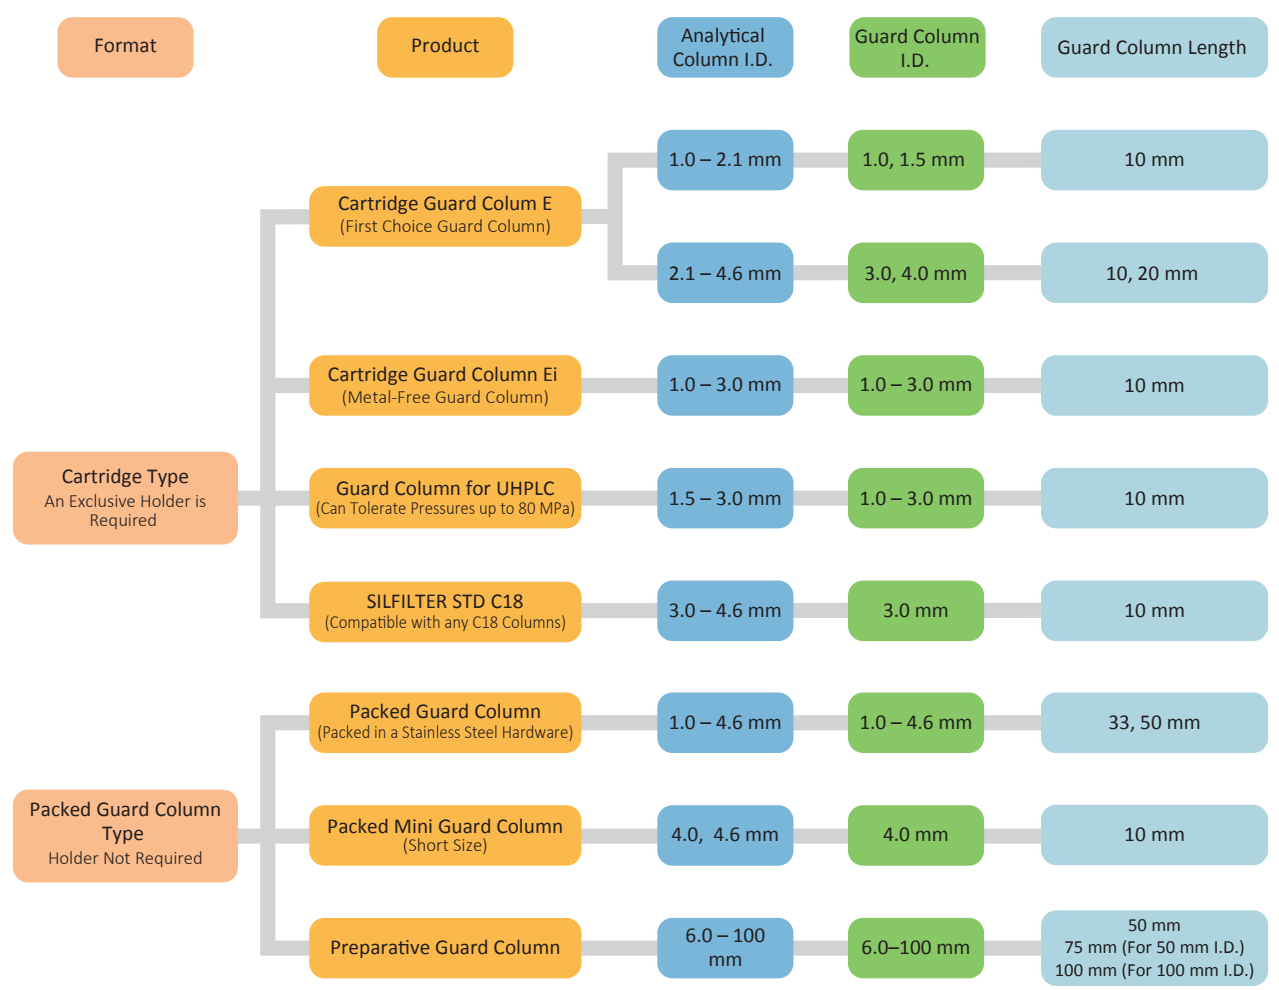 Format
Product
Analytical
Column I.D.
Guard Column
I.D.
Guard Column Length
Cartridge Type
An Exclusive Holder is
Required
Cartridge Guard Colum E
(First Choice Guard Column)
1.0 – 2.1 mm
1.0, 1.5 mm
10 mm
2.1 – 4.6 mm
3.0, 4.0 mm
10, 20 mm
Cartridge Guard Column Ei
(Metal-Free Guard Column)
1.0 – 3.0 mm
1.0 – 3.0 mm
10 mm
Guard Column for UHPLC
(Can Tolerate Pressures up to 80 MPa)
1.5 – 3.0 mm
1.0 – 3.0 mm
10 mm
SILFILTER STD C18
(Compatible with any C18 Columns)
3.0 – 4.6 mm
3.0 mm
10 mm
Packed Guard Column
Type
Holder Not Required
Packed Guard Column
(Packed in a Stainless Steel Hardware)
1.0 – 4.6 mm
1.0 – 4.6 mm
33, 50 mm
Packed Mini Guard Column
(Short Size)
4.0, 4.6 mm
4.0 mm
10 mm
Preparative Guard Column
6.0 – 100
mm
6.0–100 mm
50 mm
75 mm (For 50 mm I.D.)
100 mm (For 100 mm I.D.)